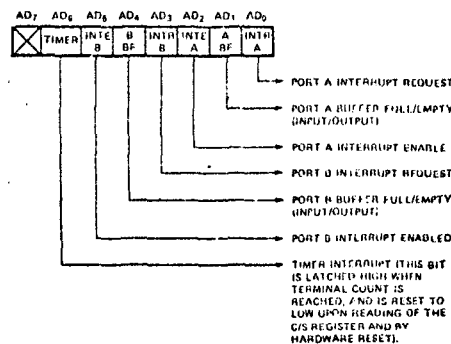 AD7 AD6 AD5 AD4 AD3 AD2 AD1 AD0
TIMER INTE B B BF INTR B INTE A A BF INTR A
PORT A INTERRUPT REQUEST
PORT A BUFFER FULL/EMPTY
(INPUT/OUTPUT)
PORT A INTERRUPT ENABLE
PORT B INTERRUPT REQUEST
PORT B BUFFER FULL/EMPTY
(INPUT/OUTPUT)
PORT B INTERRUPT ENABLED
TIMER INTERRUPT (THIS BIT
IS LATCHED HIGH WHEN
TERMINAL COUNT IS
REACHED, AND IS RESET TO
LOW UPON READING OF THE
C/S REGISTER AND BY
HARDWARE RESET).